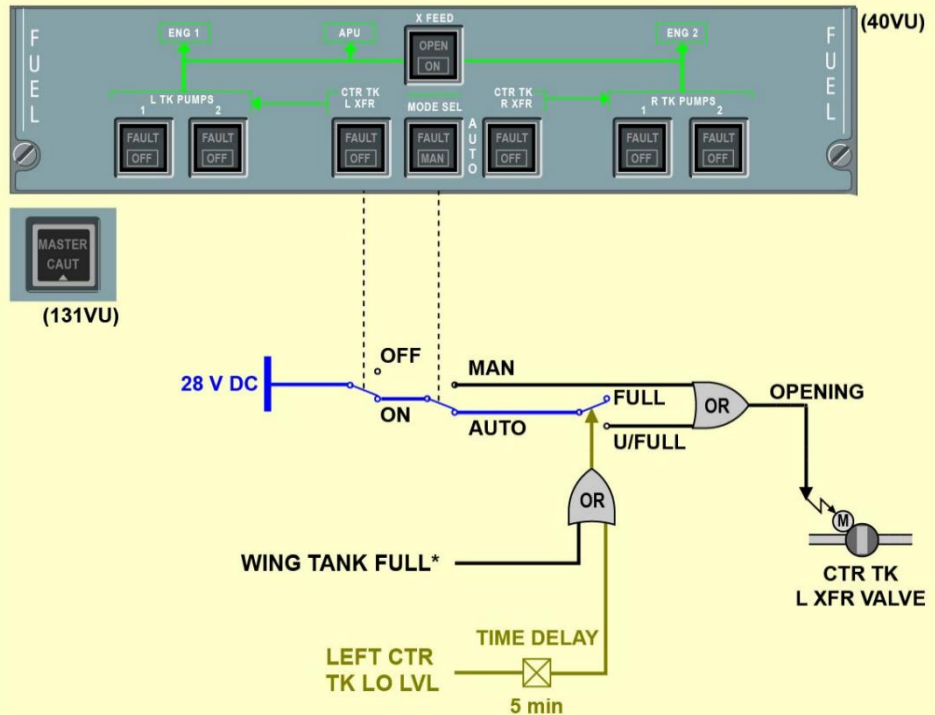 FUEL
FUEL
(40VU)
X FEED
ENG 1
APU
OPEN
ON
ENG 2
L TK PUMPS
1 2
CTR TK
L XFR
MODE SEL
AUTO
CTR TK
R XFR
R TK PUMPS
1 2
FAULT
OFF
FAULT
OFF
FAULT
OFF
FAULT
MAN
FAULT
OFF
FAULT
OFF
FAULT
OFF
MASTER
CAUT
(131VU)
28 V DC
OFF
ON
MAN
AUTO
FULL
U/FULL
OR
OPENING
OR
M
CTR TK
L XFR VALVE
WING TANK FULL*
TIME DELAY
LEFT CTR
TK LO LVL
5 min